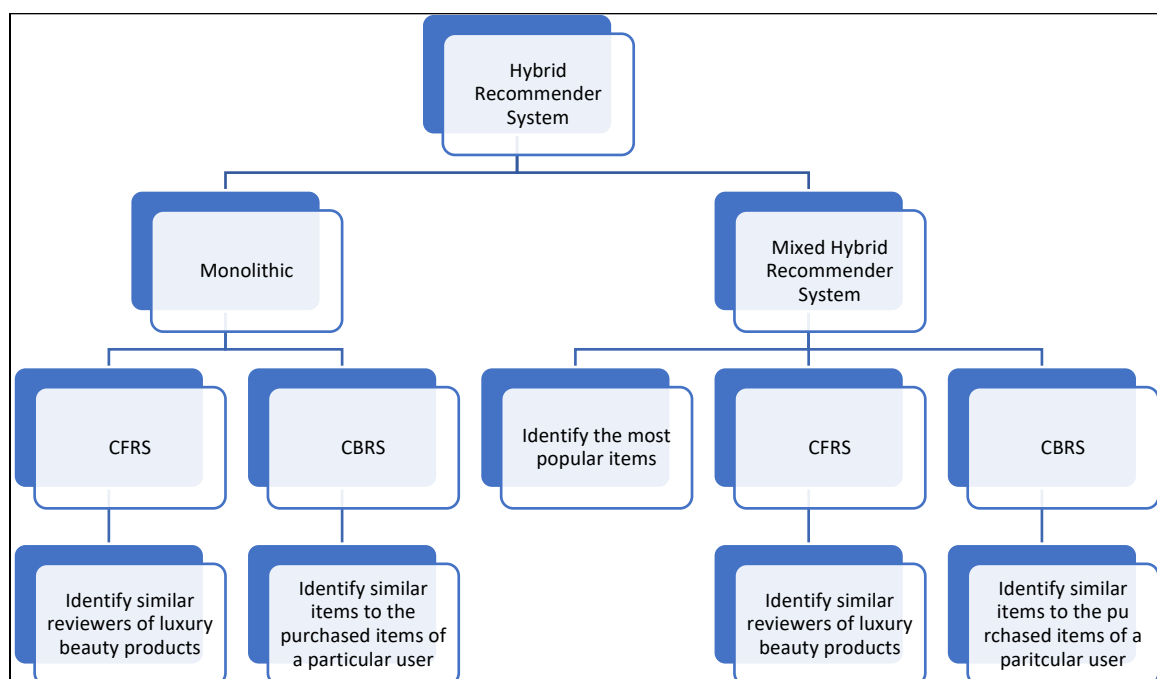 Hybrid
Recommender
System
Monolithic
Mixed Hybrid
Recommender
System
CFRS
CBRS
Identify the most
popular items
CFRS
CBRS
Identify similar
reviewers of luxury
beauty products
Identify similar
items to the
purchased items of
a particular user
Identify similar
reviewers of luxury
beauty products
Identify similar
items to the pu
rchased items of a
paritcular user